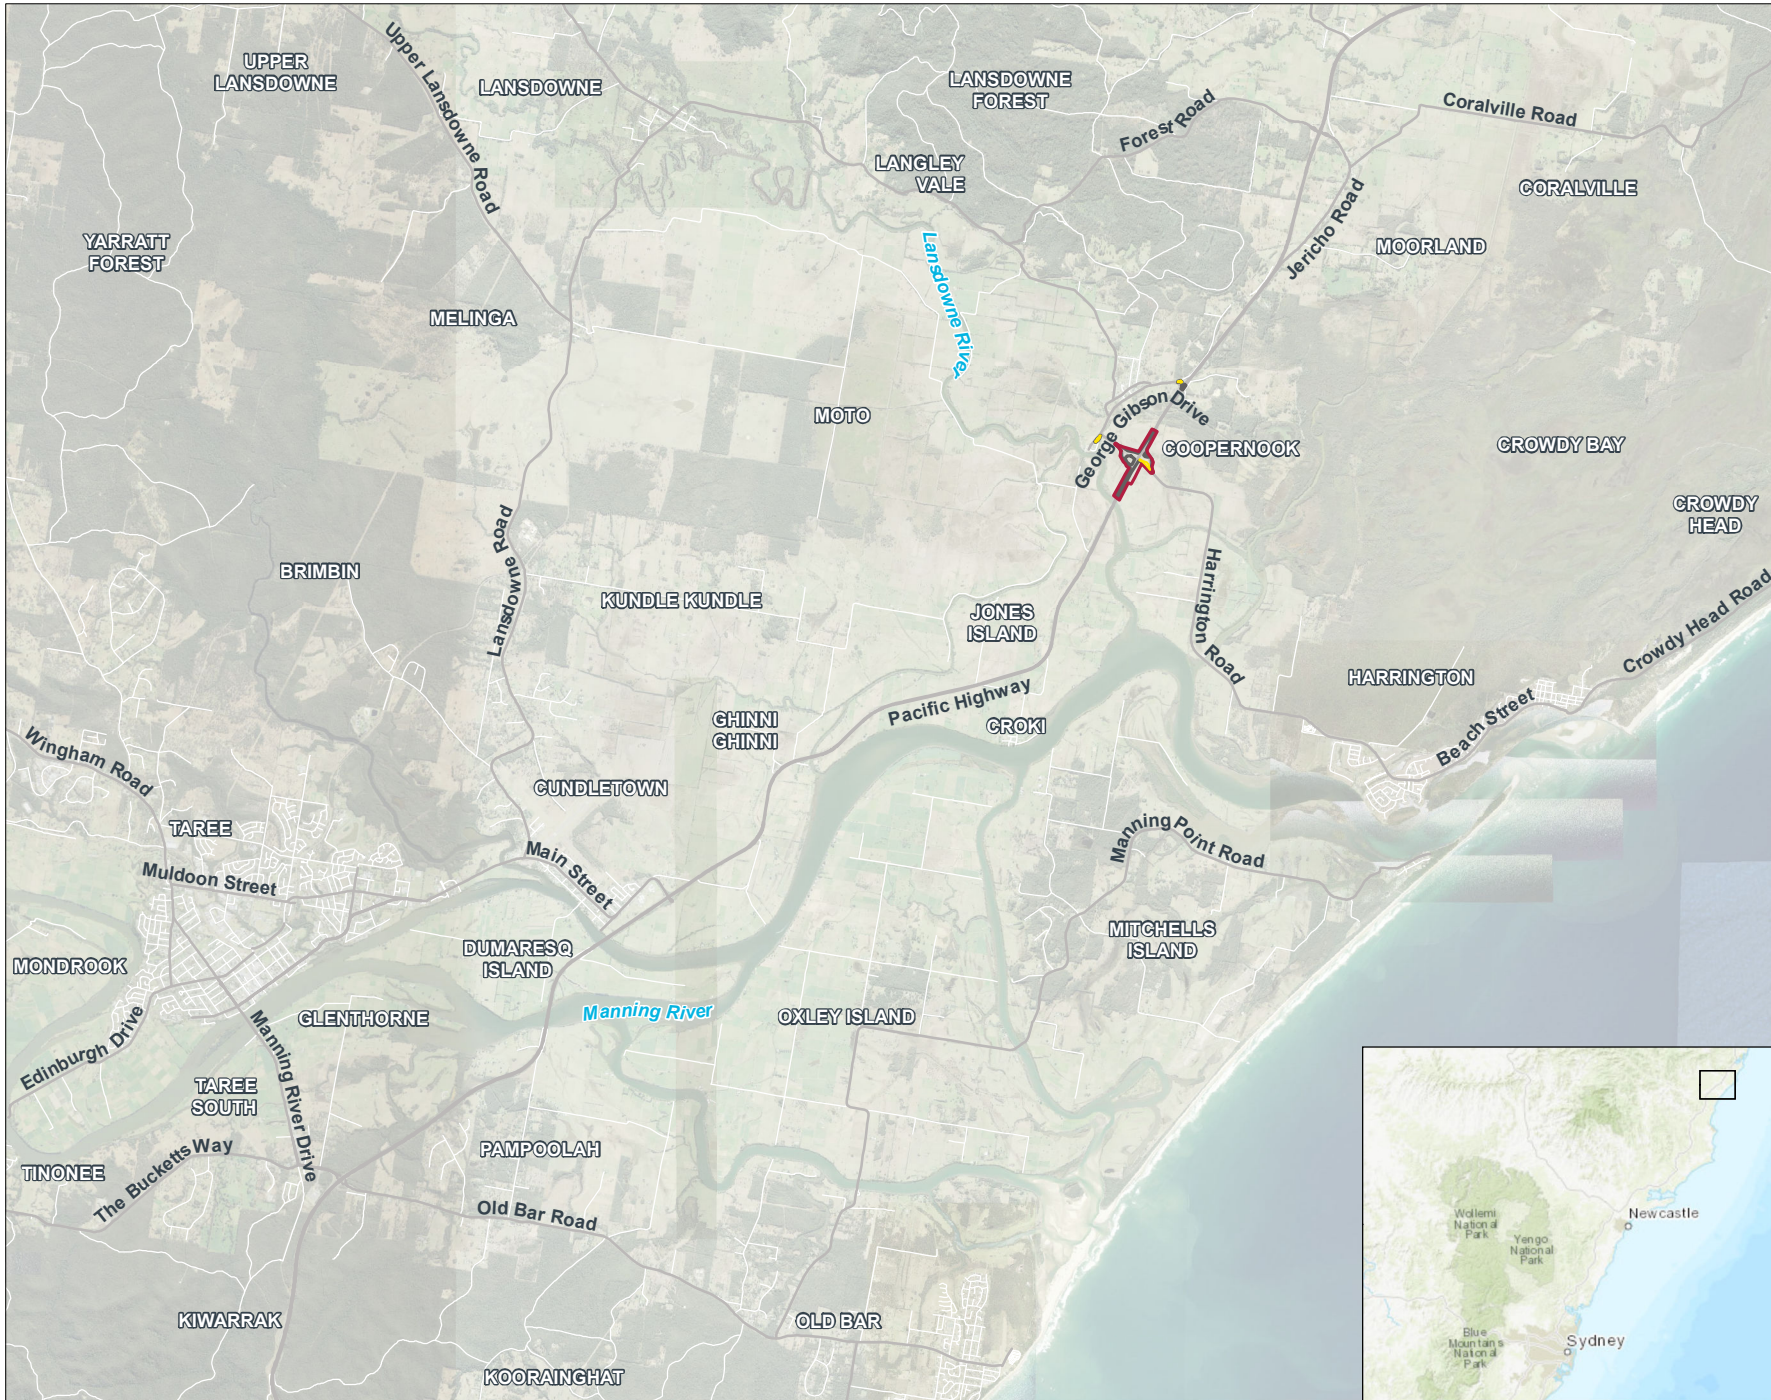 UPPER
LANSDOWNE
Upper Lansdowne Road
LANSDOWNE
LANSDOWNE
FOREST
Forest Road
Coralville Road
LANGLEY
VALE
CORALVILLE
Jericho Road
MOORLAND
YARRATT
FOREST
Lansdowne River
MELINGA
MOTO
George Gibson Drive
COOPERNOOK
CROWDY BAY
CROWDY
HEAD
Lansdowne Road
BRIMBIN
KUNDLE KUNDLE
JONES
ISLAND
Harrington Road
Crowdy Head Road
HARRINGTON
Pacific Highway
GHINNI
GHINNI
CROKI
Beach Street
Wingham Road
CUNDLETOWN
TAREE
Main Street
Manning Point Road
Muldoon Street
MITCHELLS
ISLAND
DUMARESQ
ISLAND
MONDROOK
Manning River
OXLEY ISLAND
GLENTHORNE
Edinburgh Drive
Manning River Drive
TAREE
SOUTH
PAMPOOLAH
The Bucketts Way
TINONEE
Old Bar Road
KIWARRAK
OLD BAR
KOORAINGHAT
Wollemi
National
Park
Yengo
National
Park
Newcastle
Blue
Mountains
National
Park
Sydney